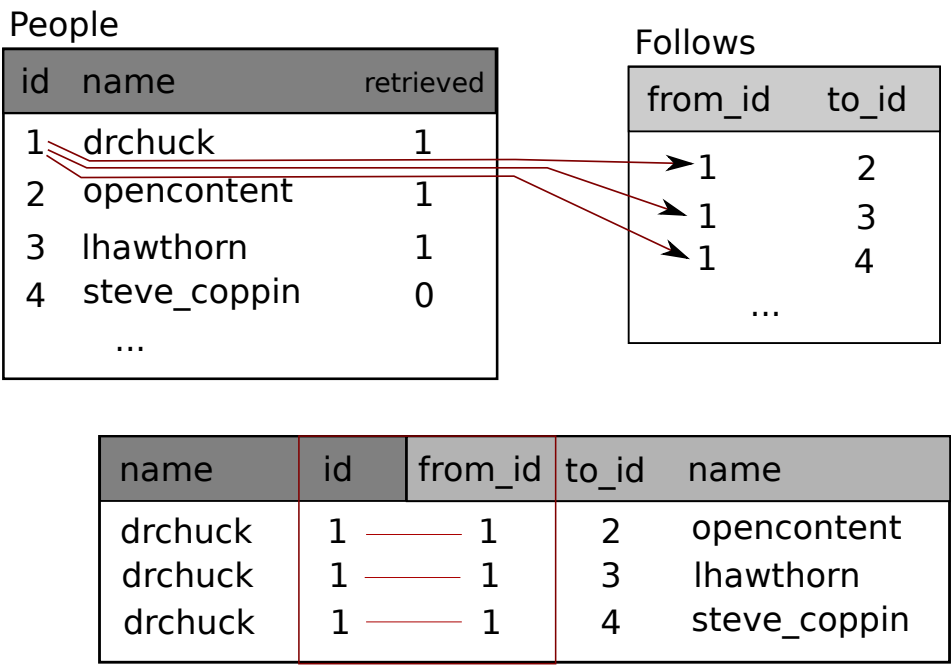 People
id name retrieved
1 drchuck 1
2 opencontent 1
3 lhawthorn 1
4 steve_coppin 0
...
Follows
from_id to_id
1 2
1 3
1 4
...
name id from_id to_id name
drchuck 1 1 2 opencontent
drchuck 1 1 3 lhawthorn
drchuck 1 1 4 steve_coppin